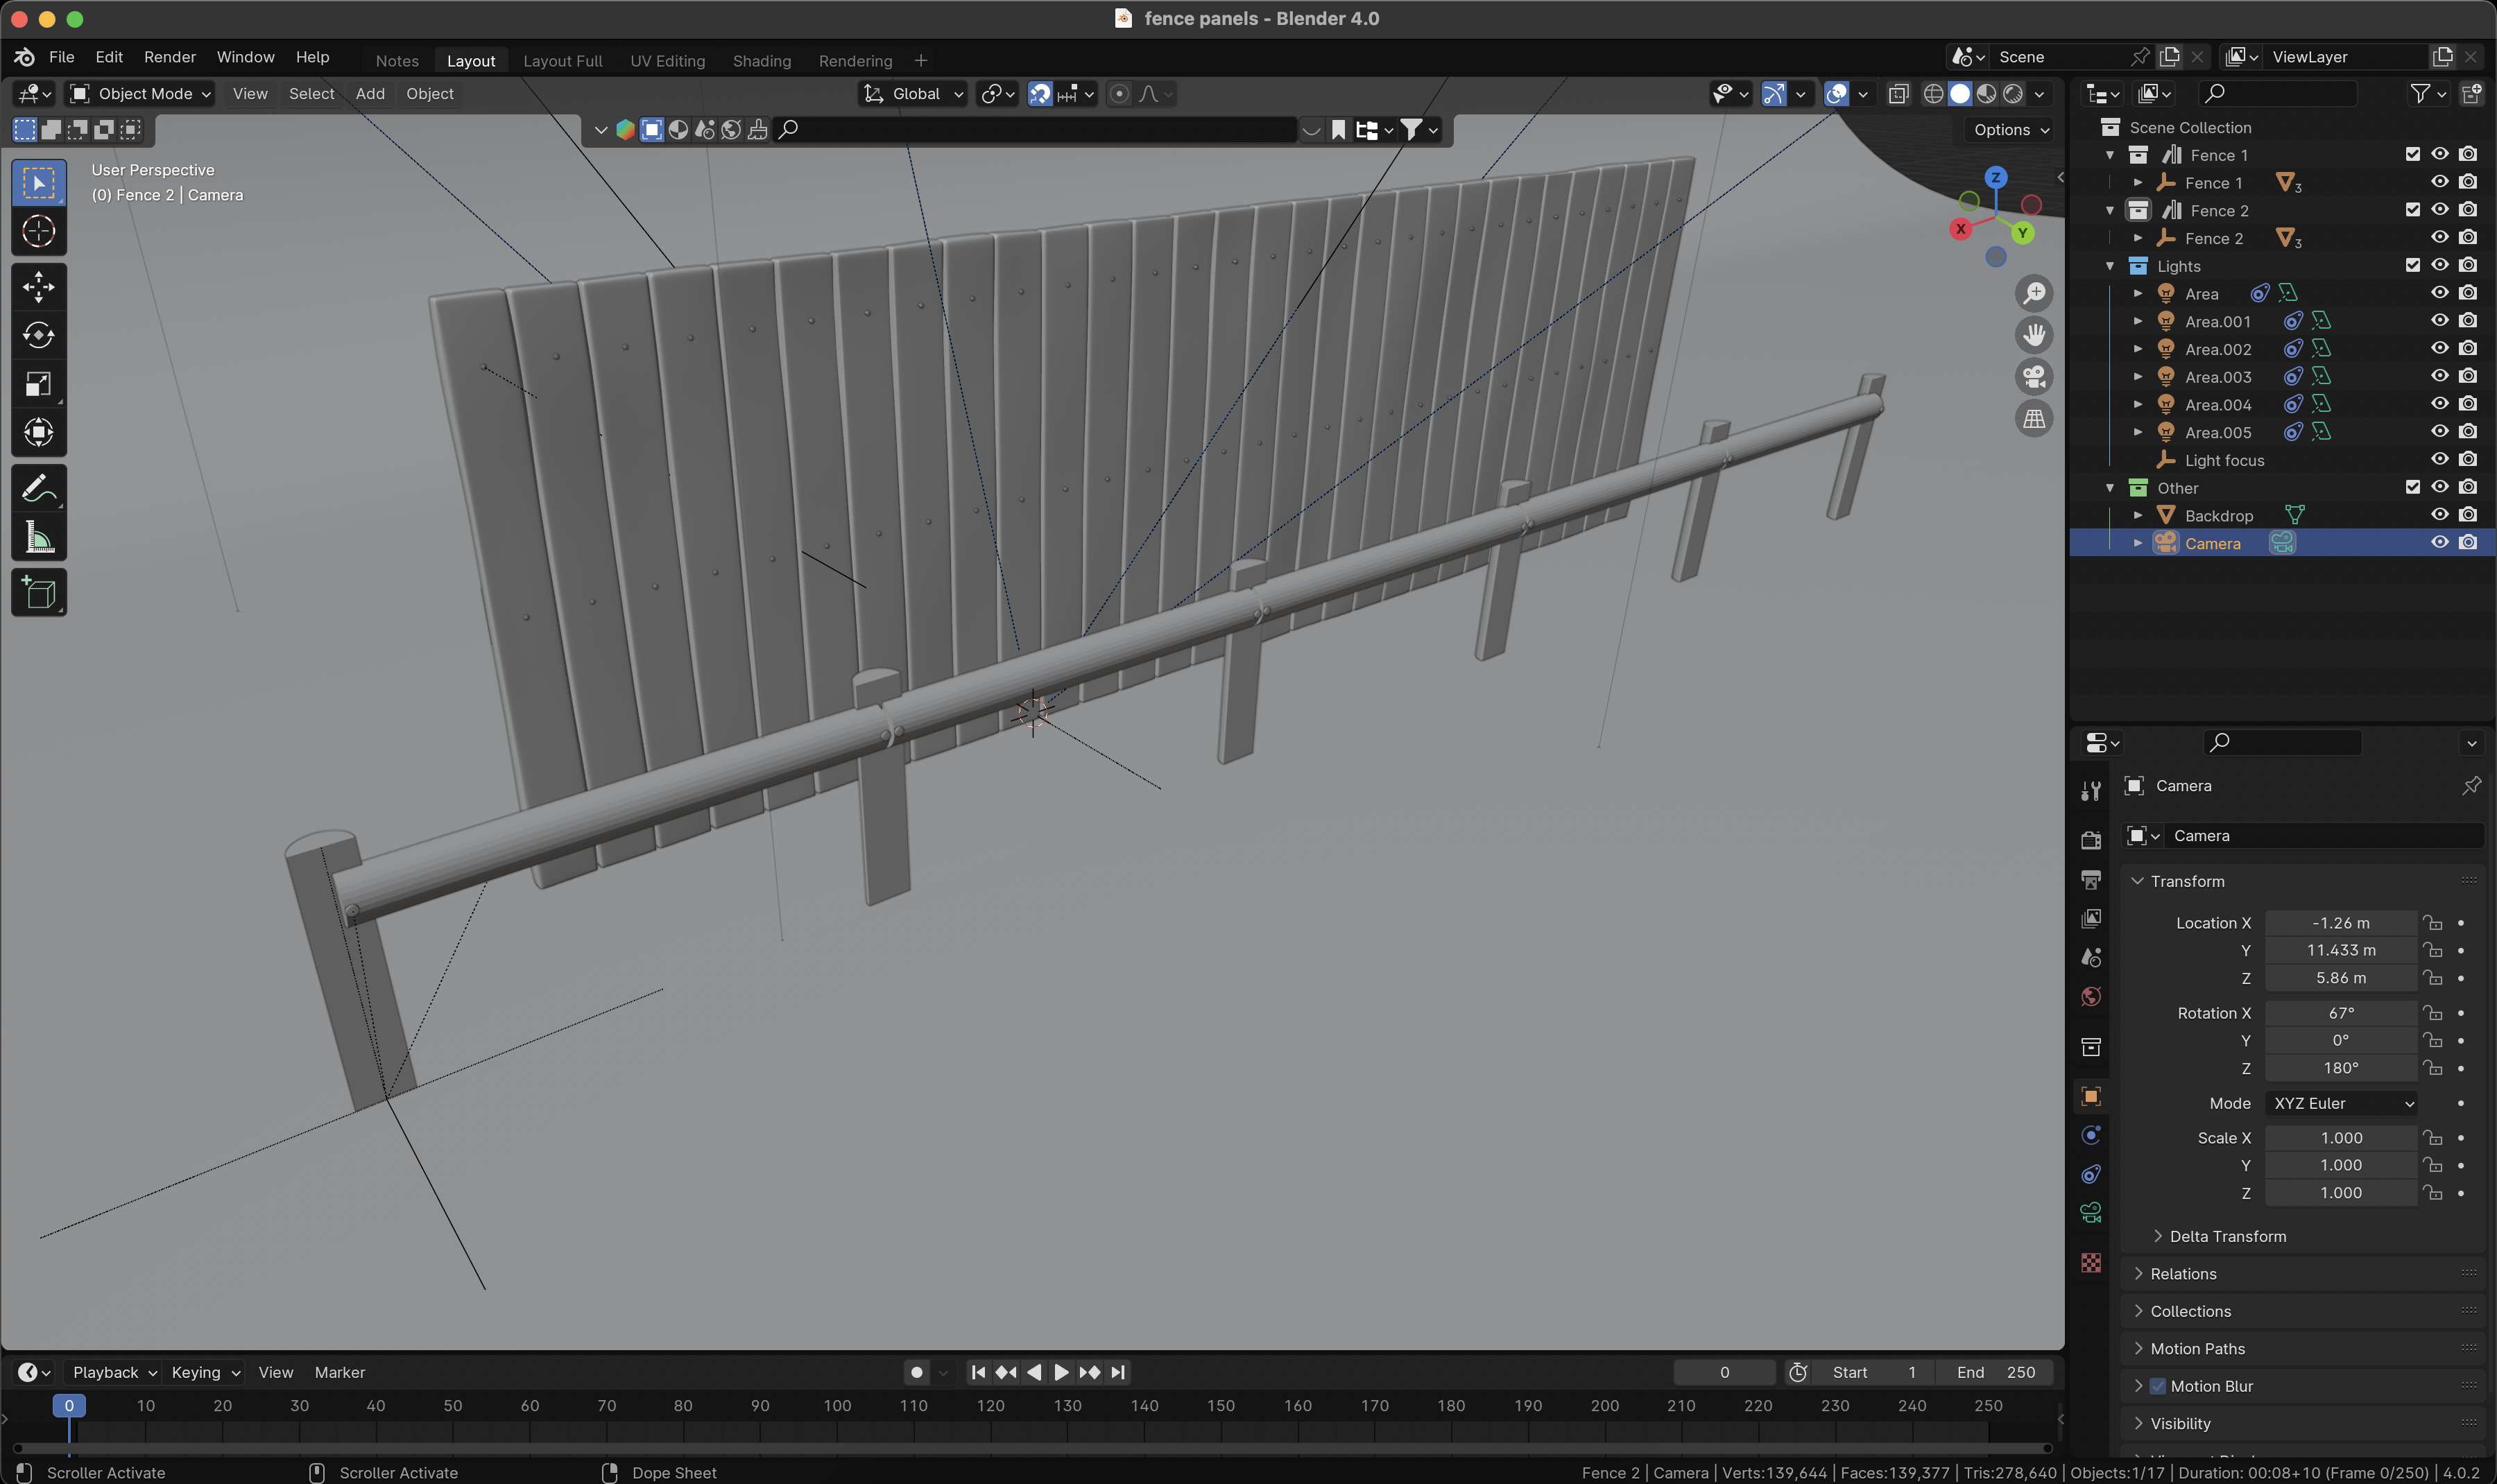 fence panels - Blender 4.0
File Edit Render Window Help Notes Layout Layout Full UV Editing Shading Rendering + Scene ViewLayer
Object Mode View Select Add Object Global
Options
User Perspective
(0) Fence 2 | Camera
Z
X
Y
Scene Collection
Fence 1
Fence 1 3
Fence 2
Fence 2 3
Lights
Area
Area.001
Area.002
Area.003
Area.004
Area.005
Light focus
Other
Backdrop
Camera
Camera
Camera
Transform
Location X -1.26 m
Y 11.433 m
Z 5.86 m
Rotation X 67°
Y 0°
Z 180°
Mode XYZ Euler
Scale X 1.000
Y 1.000
Z 1.000
Delta Transform
Relations
Collections
Motion Paths
Motion Blur
Visibility
Playback Keying View Marker 0 Start 1 End 250
0 10 20 30 40 50 60 70 80 90 100 110 120 130 140 150 160 170 180 190 200 210 220 230 240 250
Scroller Activate Scroller Activate Dope Sheet Fence 2 | Camera | Verts:139,644 | Faces:139,377 | Tris:278,640 | Objects:1/17 | Duration: 00:08+10 (Frame 0/250) | 4.0.2